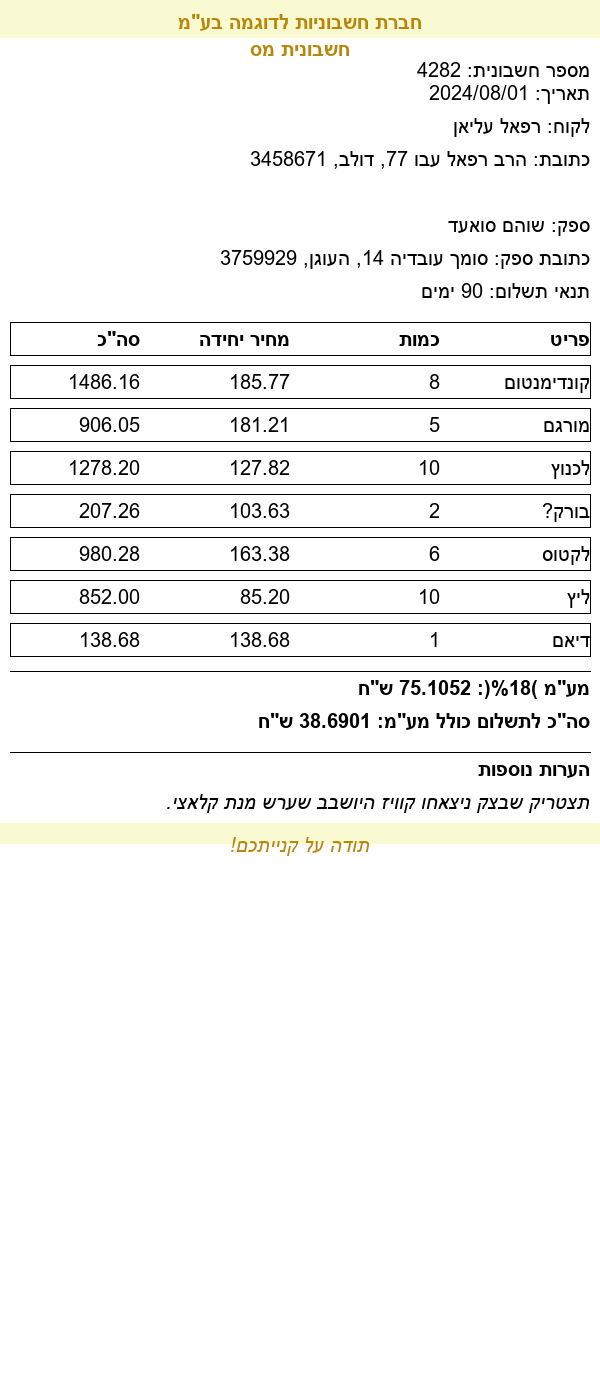 חברת חשבוניות לדוגמה בע"מ
חשבונית מס
מספר חשבונית: 4282
תאריך: 2024/08/01
לקוח: רפאל עליאן
כתובת: הרב רפאל עבו 77, דולב, 3458671
ספק: שוהם סואעד
כתובת ספק: סומך עובדיה 14, העוגן, 3759929
תנאי תשלום: 90 ימים
פריט כמות מחיר יחידה סה"כ
קונדימנטום 8 185.77 1486.16
מורגם 5 181.21 906.05
לכנוץ 10 127.82 1278.20
בורק? 2 103.63 207.26
לקטוס 6 163.38 980.28
ליץ 10 85.20 852.00
דיאם 1 138.68 138.68
מע"מ )18%(: 75.1052 ש"ח
סה"כ לתשלום כולל מע"מ: 38.6901 ש"ח
הערות נוספות
תצטריק שבצק ניצאחו קוויז היושבב שערש מנת קלאצי.
תודה על קנייתכם!